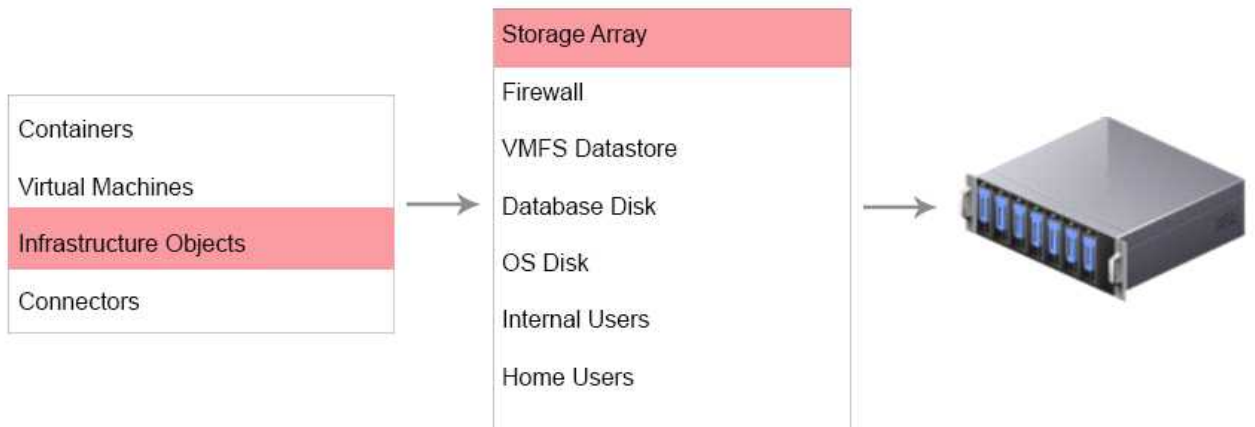 Containers
Virtual Machines
Infrastructure Objects
Connectors
Storage Array
Firewall
VMFS Datastore
Database Disk
OS Disk
Internal Users
Home Users